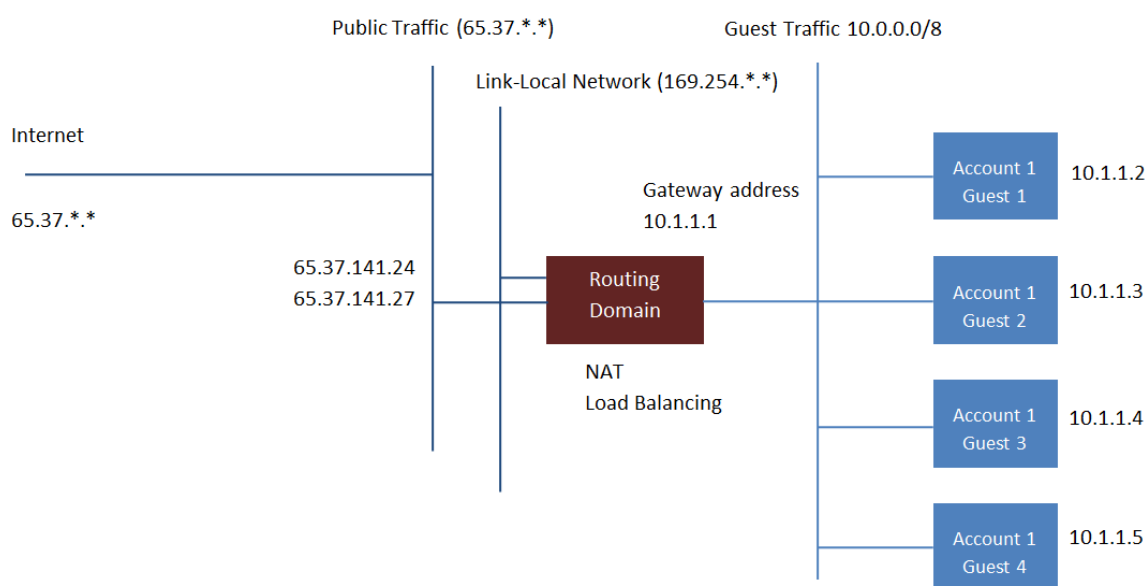 Public Traffic (65.37.*.*)
Guest Traffic 10.0.0.0/8
Link-Local Network (169.254.*.*)
Internet
65.37.*.*
65.37.141.24
65.37.141.27
Gateway address
10.1.1.1
Routing
Domain
NAT
Load Balancing
Account 1
Guest 1
10.1.1.2
Account 1
Guest 2
10.1.1.3
Account 1
Guest 3
10.1.1.4
Account 1
Guest 4
10.1.1.5